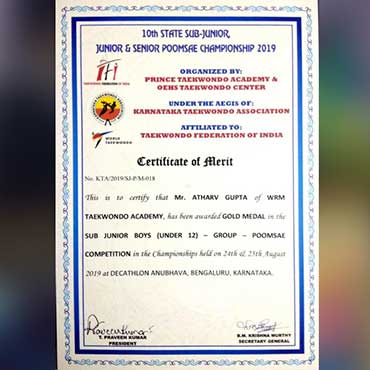 10th STATE SUB-JUNIOR,
JUNIOR & SENIOR POOMSAE CHAMPIONSHIP 2019
ORGANIZED BY:
PRINCE TAEKWONDO ACADEMY &
OEHS TAEKWONDO CENTER
UNDER THE AEGIS OF:
KARNATAKA TAEKWONDO ASSOCIATION
WORLD
TAEKWONDO
AFFILIATED TO:
TAEKWONDO FEDERATION OF INDIA
Certificate of Merit
No. KTA/2019/SJ-P/M-018
This is to certify that Mr. ATHARV GUPTA of WRM
TAEKWONDO ACADEMY, has been awarded GOLD MEDAL in the
SUB JUNIOR BOYS (UNDER 12) – GROUP – POOMSAE
COMPETITION in the Championships held on 24th & 25th August
2019 at DECATHLON ANUBHAVA, BENGALURU, KARNATAKA.
T. PRAVEEN KUMAR
PRESIDENT
B.M. KRISHNA MURTHY
SECRETARY GENERAL